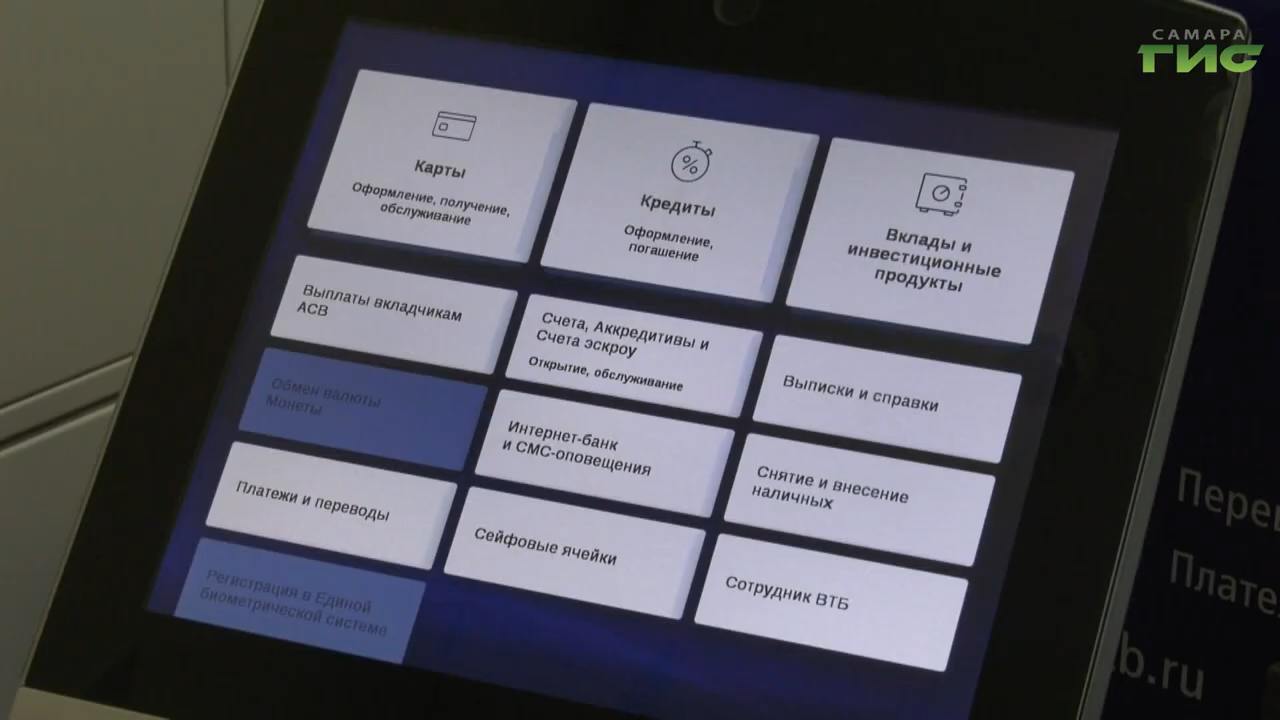 САМАРА
ГИС
Карты
Оформление, получение,
обслуживание
Кредиты
Оформление,
погашение
Вклады и
инвестиционные
продукты
Выплаты вкладчикам
АСВ
Счета, Аккредитивы и
Счета эскроу
Открытие, обслуживание
Выписки и справки
Обмен валюты
Монеты
Интернет-банк
и СМС-оповещения
Снятие и внесение
наличных
Платежи и переводы
Сейфовые ячейки
Сотрудник ВТБ
Регистрация в Единой
биометрической системе
b.ru